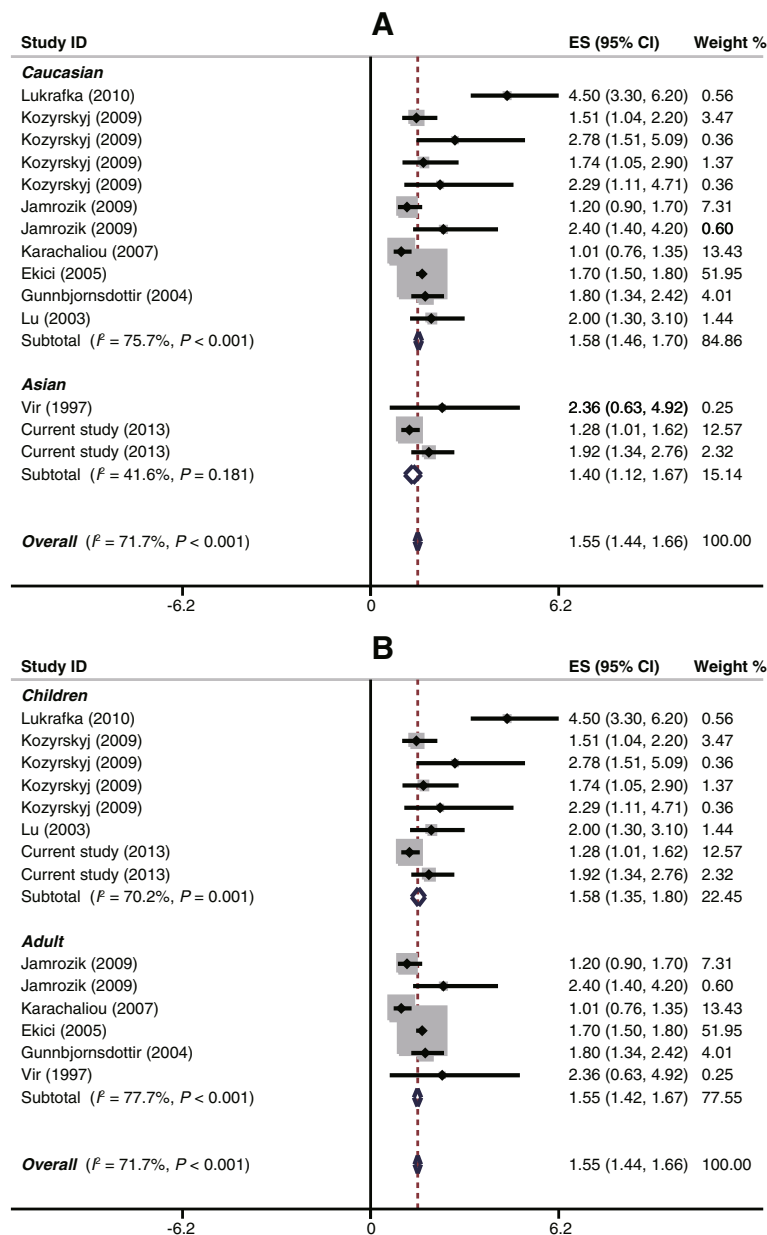 A
Study ID ES (95% CI) Weight %
Caucasian
Lukrafka (2010) 4.50 (3.30, 6.20) 0.56
Kozyrskyj (2009) 1.51 (1.04, 2.20) 3.47
Kozyrskyj (2009) 2.78 (1.51, 5.09) 0.36
Kozyrskyj (2009) 1.74 (1.05, 2.90) 1.37
Kozyrskyj (2009) 2.29 (1.11, 4.71) 0.36
Jamrozik (2009) 1.20 (0.90, 1.70) 7.31
Jamrozik (2009) 2.40 (1.40, 4.20) 0.60
Karachaliou (2007) 1.01 (0.76, 1.35) 13.43
Ekici (2005) 1.70 (1.50, 1.80) 51.95
Gunnbjornsdottir (2004) 1.80 (1.34, 2.42) 4.01
Lu (2003) 2.00 (1.30, 3.10) 1.44
Subtotal (I² = 75.7%, P < 0.001) 1.58 (1.46, 1.70) 84.86
Asian
Vir (1997) 2.36 (0.63, 4.92) 0.25
Current study (2013) 1.28 (1.01, 1.62) 12.57
Current study (2013) 1.92 (1.34, 2.76) 2.32
Subtotal (I² = 41.6%, P = 0.181) 1.40 (1.12, 1.67) 15.14
Overall (I² = 71.7%, P < 0.001) 1.55 (1.44, 1.66) 100.00
-6.2 0 6.2
B
Study ID ES (95% CI) Weight %
Children
Lukrafka (2010) 4.50 (3.30, 6.20) 0.56
Kozyrskyj (2009) 1.51 (1.04, 2.20) 3.47
Kozyrskyj (2009) 2.78 (1.51, 5.09) 0.36
Kozyrskyj (2009) 1.74 (1.05, 2.90) 1.37
Kozyrskyj (2009) 2.29 (1.11, 4.71) 0.36
Lu (2003) 2.00 (1.30, 3.10) 1.44
Current study (2013) 1.28 (1.01, 1.62) 12.57
Current study (2013) 1.92 (1.34, 2.76) 2.32
Subtotal (I² = 70.2%, P = 0.001) 1.58 (1.35, 1.80) 22.45
Adult
Jamrozik (2009) 1.20 (0.90, 1.70) 7.31
Jamrozik (2009) 2.40 (1.40, 4.20) 0.60
Karachaliou (2007) 1.01 (0.76, 1.35) 13.43
Ekici (2005) 1.70 (1.50, 1.80) 51.95
Gunnbjornsdottir (2004) 1.80 (1.34, 2.42) 4.01
Vir (1997) 2.36 (0.63, 4.92) 0.25
Subtotal (I² = 77.7%, P < 0.001) 1.55 (1.42, 1.67) 77.55
Overall (I² = 71.7%, P < 0.001) 1.55 (1.44, 1.66) 100.00
-6.2 0 6.2